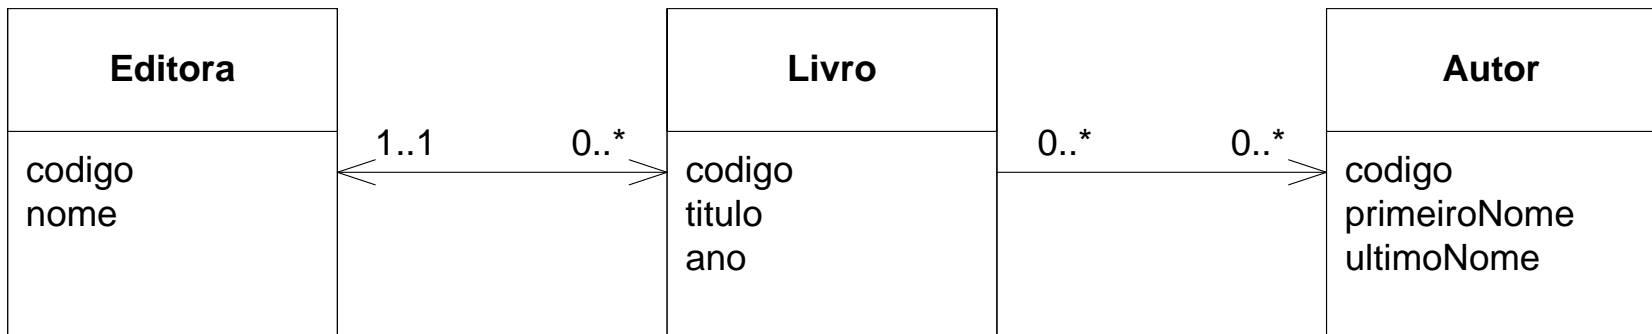 Editora
codigo
nome
1..1
0..*
Livro
codigo
titulo
ano
0..*
0..*
Autor
codigo
primeiroNome
ultimoNome